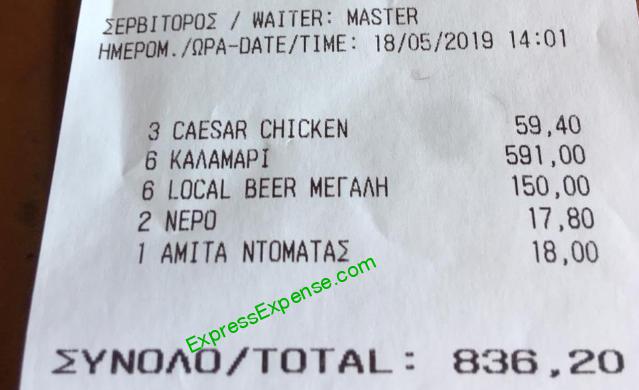 ΣΕΡΒΙΤΟΡΟΣ / WAITER: MASTER
ΗΜΕΡΟΜ./ΩΡΑ-DATE/TIME: 18/05/2019 14:01
3 CAESAR CHICKEN 59,40
6 ΚΑΛΑΜΑΡΙ 591,00
6 LOCAL BEER ΜΕΓΑΛΗ 150,00
2 ΝΕΡΟ 17,80
1 ΑΜΙΤΑ ΝΤΟΜΑΤΑΣ 18,00
ExpressExpense.com
ΣΥΝΟΛΟ/TOTAL: 836,20